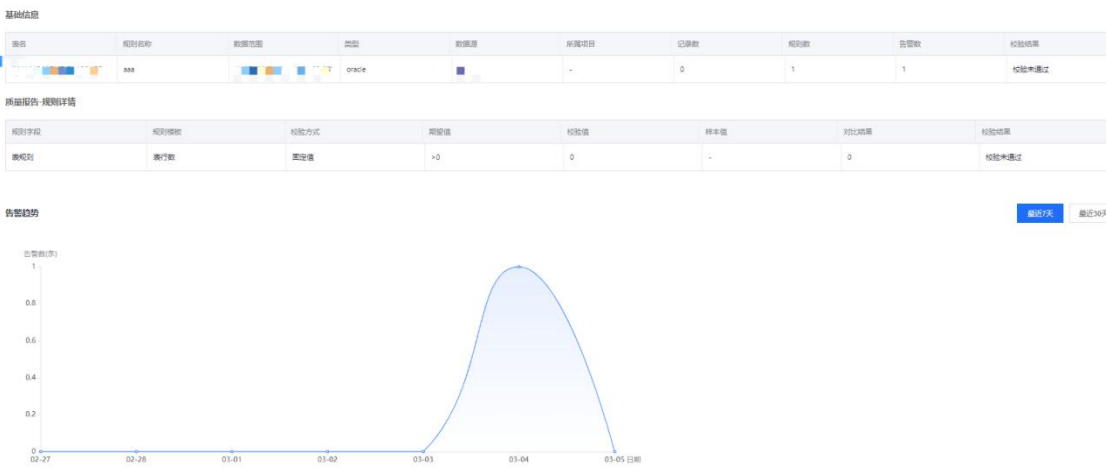 基础信息
表名 规则名称 数据范围 类型 数据源 所属项目 记录数 规则数 告警数 校验结果
aaa oracle - 0 1 1 校验未通过
质量报告-规则详情
规则字段 规则模板 校验方式 期望值 校验值 样本值 对比结果 校验结果
表规则 表行数 固定值 >0 0 - 0 校验未通过
告警趋势 最近7天 最近30天
告警数(条)
1
0.8
0.6
0.4
0.2
0
02-27 02-28 03-01 03-02 03-03 03-04 03-05 日期